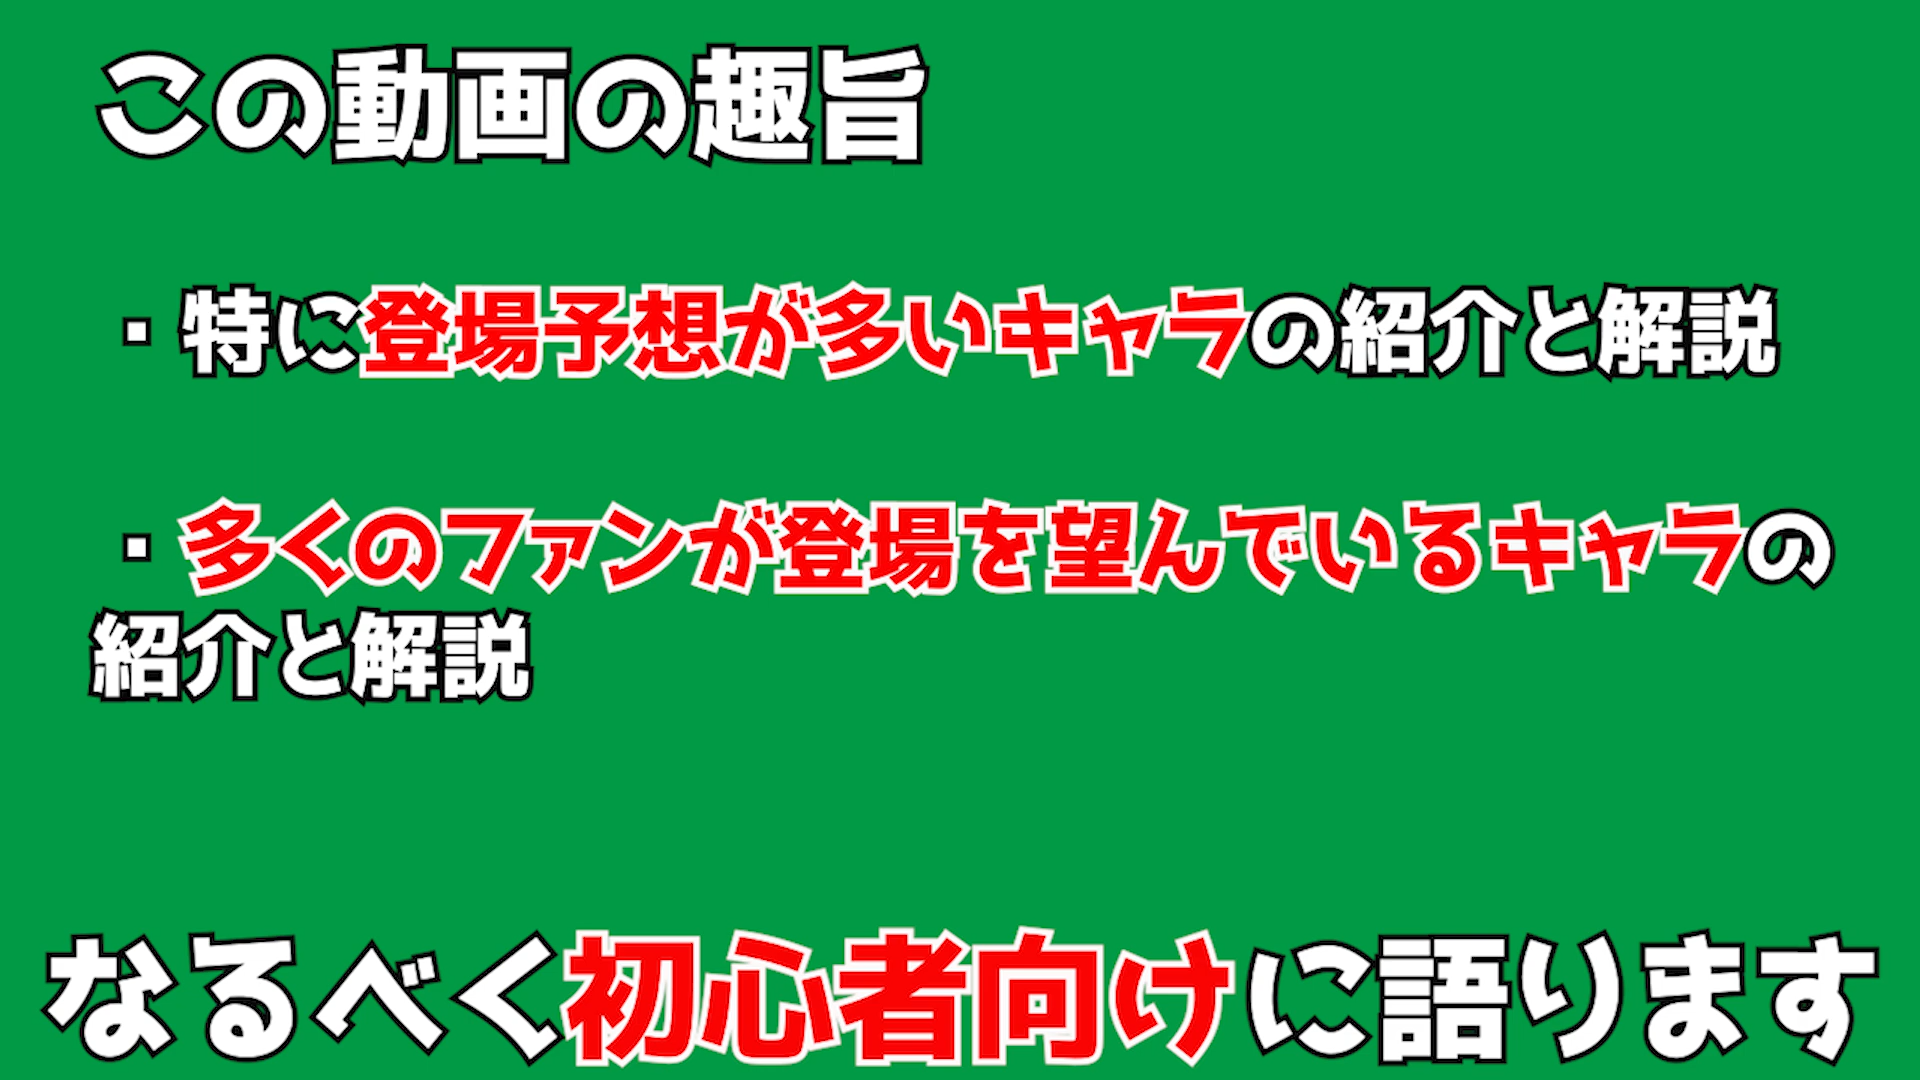 この動画の趣旨
・特に登場予想が多いキャラの紹介と解説
・多くのファンが登場を望んでいるキャラの
紹介と解説
なるべく初心者向けに語ります